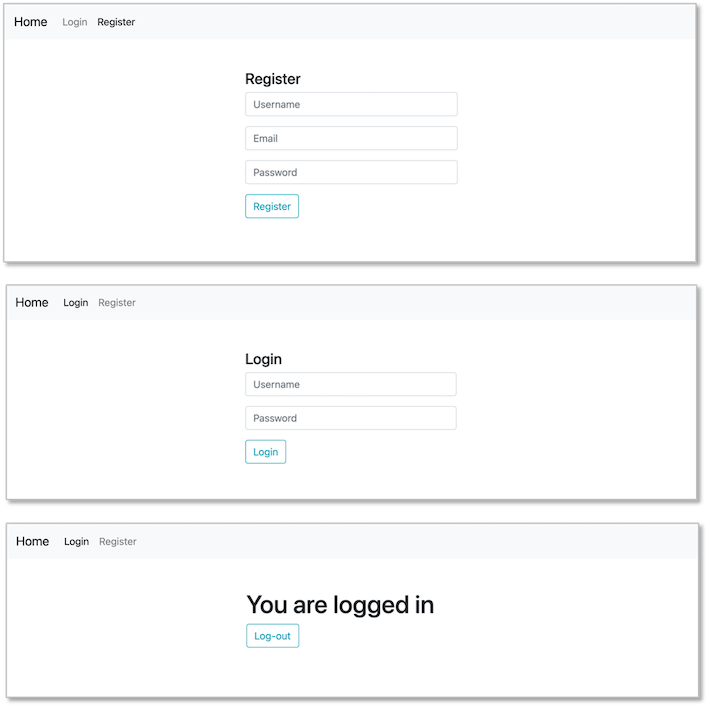 Home Login Register
Register
Username
Email
Password
Register
Home Login Register
Login
Username
Password
Login
Home Login Register
You are logged in
Log-out